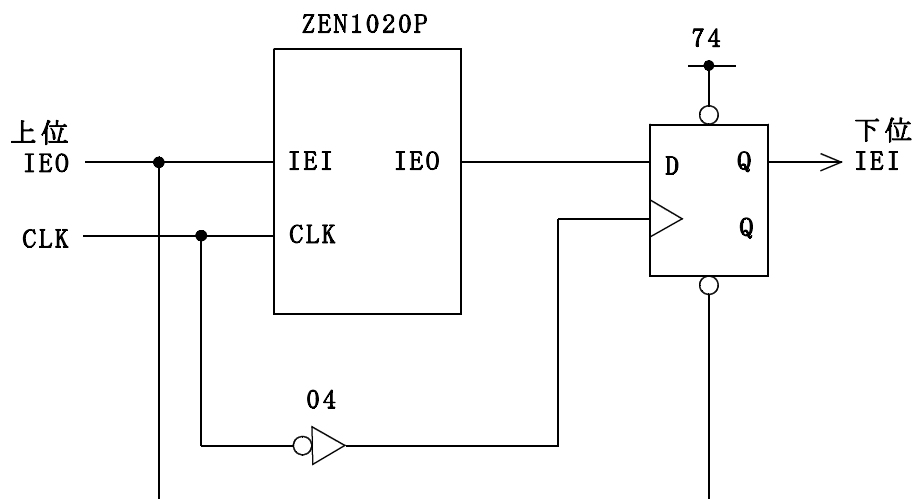 ZEN1020P
74
上位
IEO
IEI
IEO
D
Q
下位
IEI
CLK
CLK
Q
04